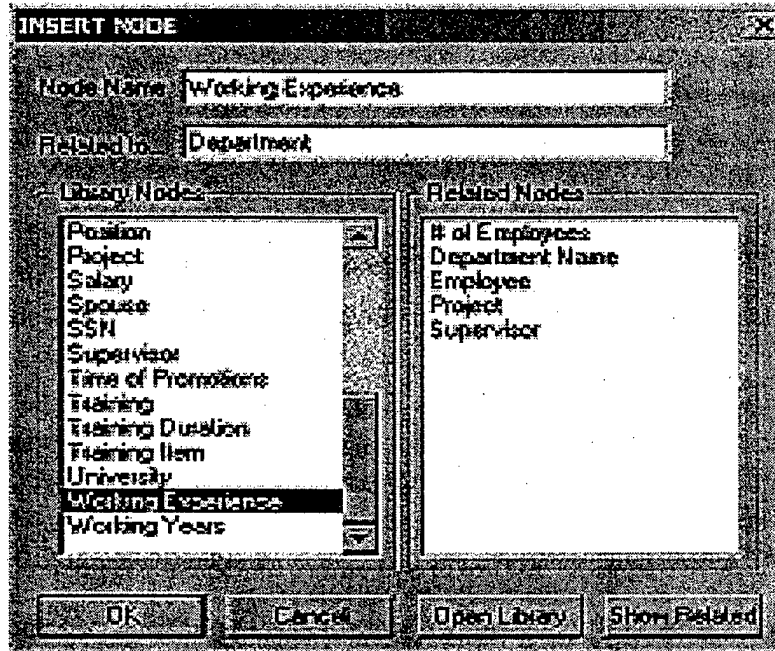 INSERT NODE
Node Name Working Experience
Related to... Department
Library Nodes
Position
Project
Salary
Spouse
SSN
Supervisor
Time of Promotions
Training
Training Duration
Training Item
University
Working Experience
Working Years
Related Nodes
# of Employees
Department Name
Employee
Project
Supervisor
OK Cancel Open Library Show Related